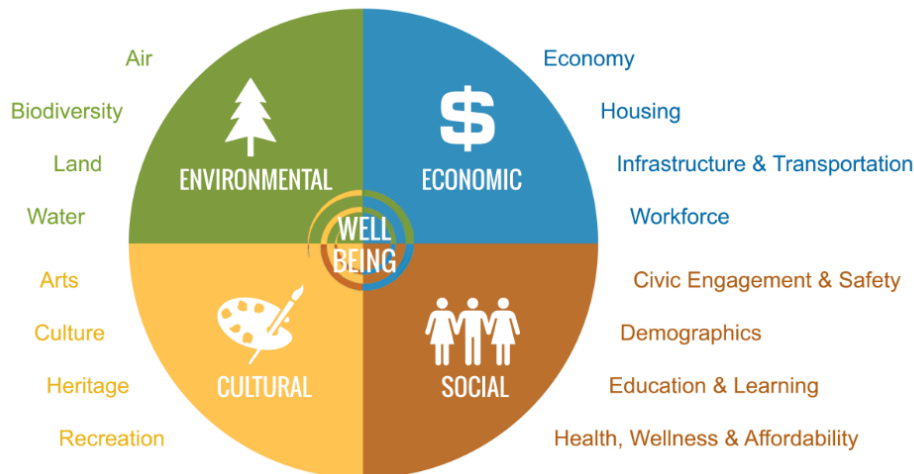 Air
Biodiversity
Land
Water
ENVIRONMENTAL
$
ECONOMIC
Economy
Housing
Infrastructure & Transportation
Workforce
WELL
BEING
Arts
Culture
Heritage
Recreation
CULTURAL
SOCIAL
Civic Engagement & Safety
Demographics
Education & Learning
Health, Wellness & Affordability